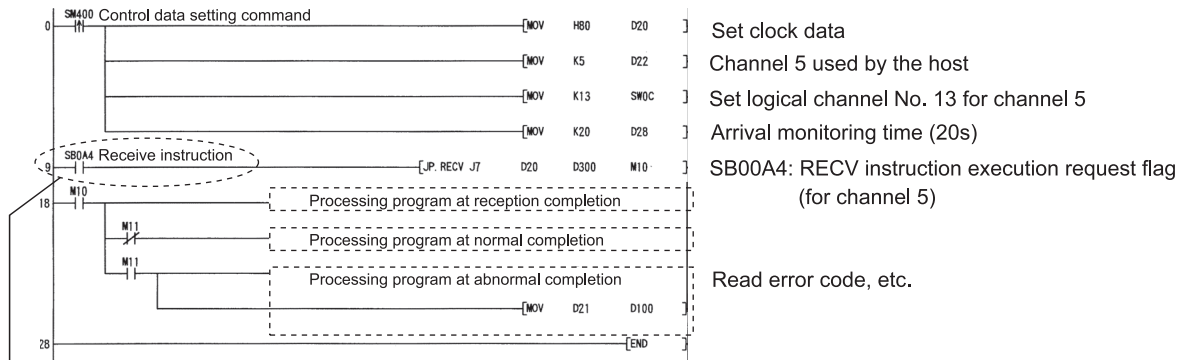 SM400 Control data setting command
0 [MOV H80 D20 ] Set clock data
[MOV K5 D22 ] Channel 5 used by the host
[MOV K13 SW0C ] Set logical channel No. 13 for channel 5
[MOV K20 D28 ] Arrival monitoring time (20s)
SB0A4 Receive instruction
9 [JP.RECV J7 D20 D300 M10 ] SB00A4: RECV instruction execution request flag
(for channel 5)
M10
18 Processing program at reception completion
M11
Processing program at normal completion
M11
Processing program at abnormal completion Read error code, etc.
[MOV D21 D100 ]
28 [END ]